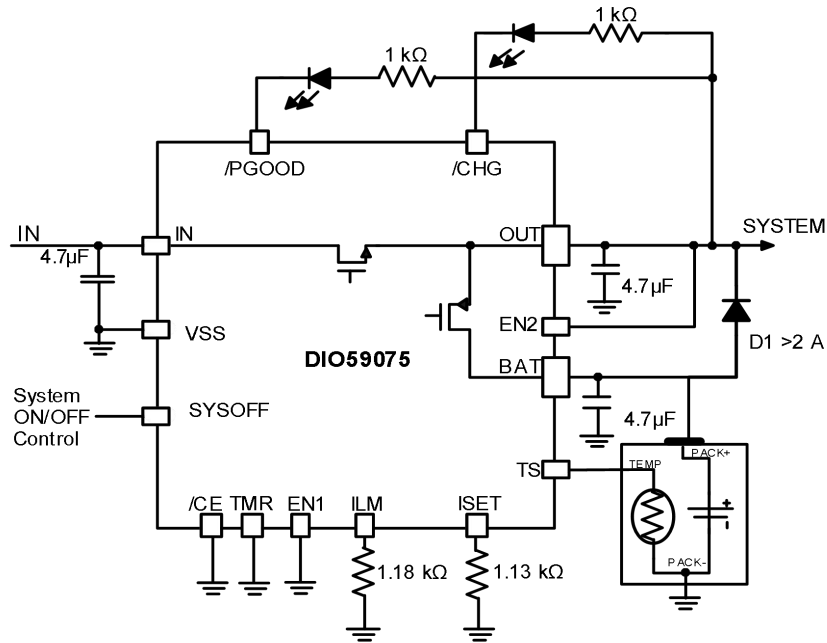 1 kΩ
1 kΩ
/PGOOD
/CHG
IN
IN
OUT
SYSTEM
4.7µF
4.7µF
EN2
VSS
D1 >2 A
DIO59075
BAT
System
ON/OFF
Control
SYSOFF
4.7µF
TS
TEMP
PACK+
+
-
/CE
TMR
EN1
ILM
ISET
1.18 kΩ
1.13 kΩ
PACK-